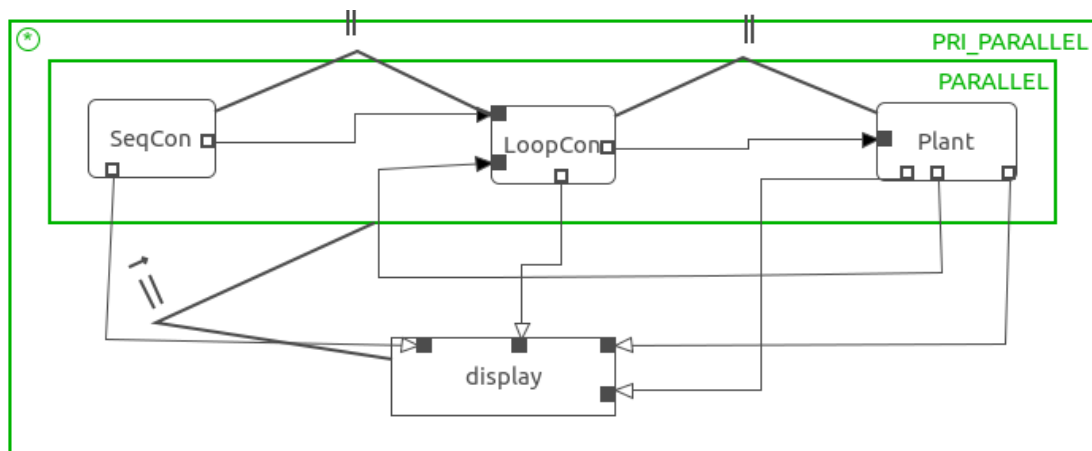 PRI_PARALLEL
PARALLEL
SeqCon
LoopCon
Plant
display